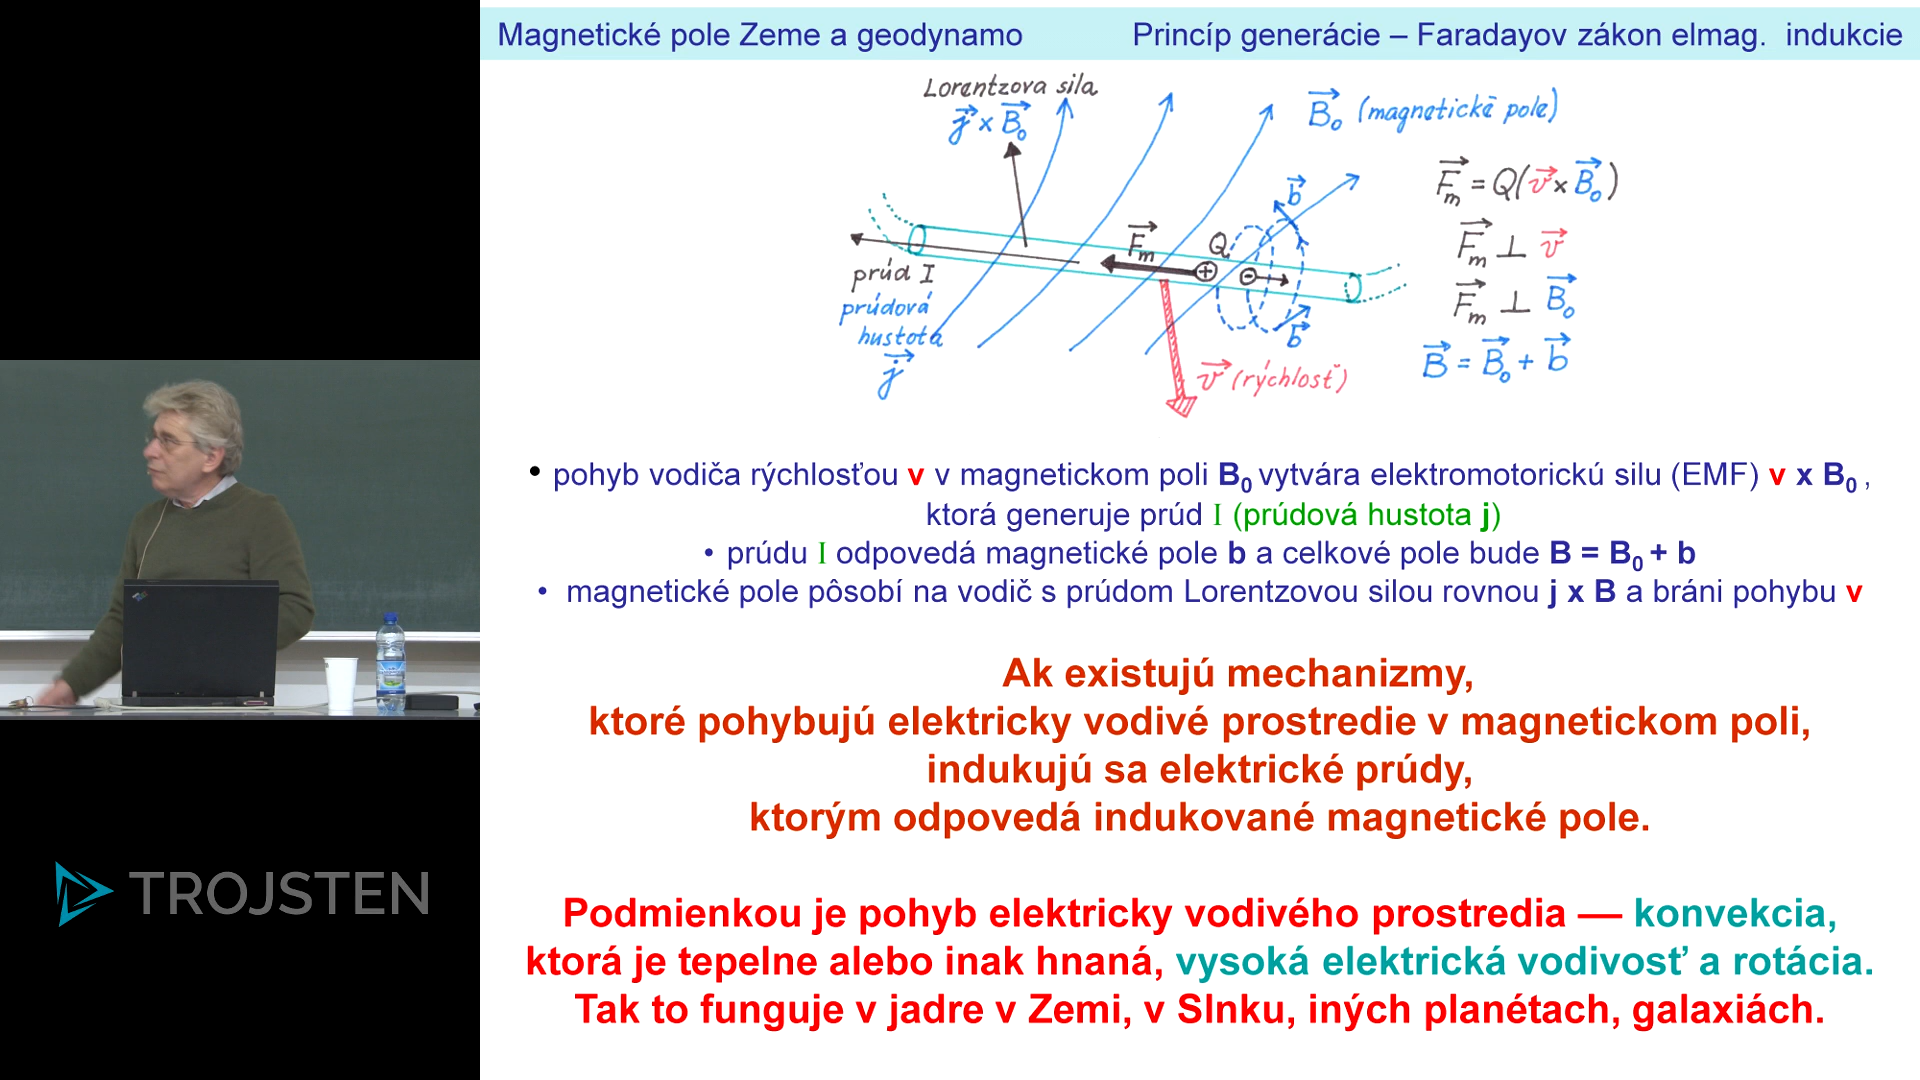 Magnetické pole Zeme a geodynamo
Princíp generácie – Faradayov zákon elmag. indukcie
Lorentzova sila
j x B₀
B₀ (magnetické pole)
Fm = Q(v x B₀)
b
Fm ⊥ v
Fm
Q
prúd I
+
-
Fm ⊥ B₀
prúdová
hustota
b
j
v (rýchlosť)
B = B₀ + b
• pohyb vodiča rýchlosťou v v magnetickom poli B₀ vytvára elektromotorickú silu (EMF) v x B₀ ,
ktorá generuje prúd I (prúdová hustota j)
• prúdu I odpovedá magnetické pole b a celkové pole bude B = B₀ + b
• magnetické pole pôsobí na vodič s prúdom Lorentzovou silou rovnou j x B a bráni pohybu v
Ak existujú mechanizmy,
ktoré pohybujú elektricky vodivé prostredie v magnetickom poli,
indukujú sa elektrické prúdy,
ktorým odpovedá indukované magnetické pole.
Podmienkou je pohyb elektricky vodivého prostredia — konvekcia,
ktorá je tepelne alebo inak hnaná, vysoká elektrická vodivosť a rotácia.
Tak to funguje v jadre v Zemi, v Slnku, iných planétach, galaxiách.
TROJSTEN